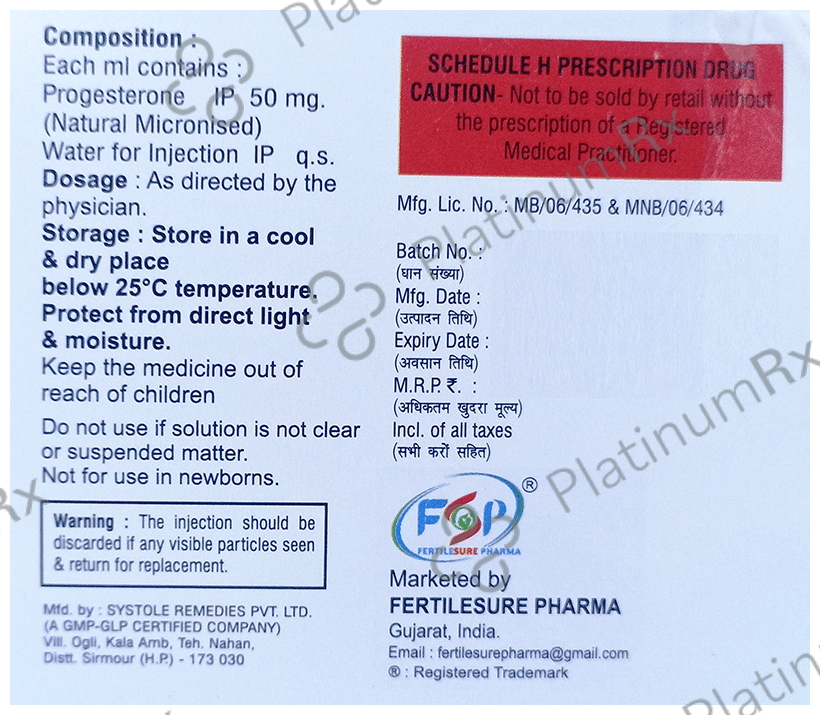 Composition :
Each ml contains :
Progesterone IP 50 mg.
(Natural Micronised)
Water for Injection IP q.s.
Dosage : As directed by the
physician.
Storage : Store in a cool
& dry place
below 25°C temperature.
Protect from direct light
& moisture.
Keep the medicine out of
reach of children
Do not use if solution is not clear
or suspended matter.
Not for use in newborns.
Warning : The injection should be
discarded if any visible particles seen
& return for replacement.
Mfd. by : SYSTOLE REMEDIES PVT. LTD.
(A GMP-GLP CERTIFIED COMPANY)
Vill. Ogli, Kala Amb, Teh. Nahan,
Distt. Sirmour (H.P.) - 173 030
SCHEDULE H PRESCRIPTION DRUG
CAUTION- Not to be sold by retail without
the prescription of a Registered
Medical Practitioner.
Mfg. Lic. No. : MB/06/435 & MNB/06/434
Batch No. :
(घान संख्या)
Mfg. Date :
(उत्पादन तिथि)
Expiry Date :
(अवसान तिथि)
M.R.P. ₹. :
(अधिकतम खुदरा मूल्य)
Incl. of all taxes
(सभी करों सहित)
FSP ®
FERTILESURE PHARMA
Marketed by
FERTILESURE PHARMA
Gujarat, India.
Email : fertilesurepharma@gmail.com
® : Registered Trademark
PlatinumRx
PlatinumRx
PlatinumRx
Rx
Platinum